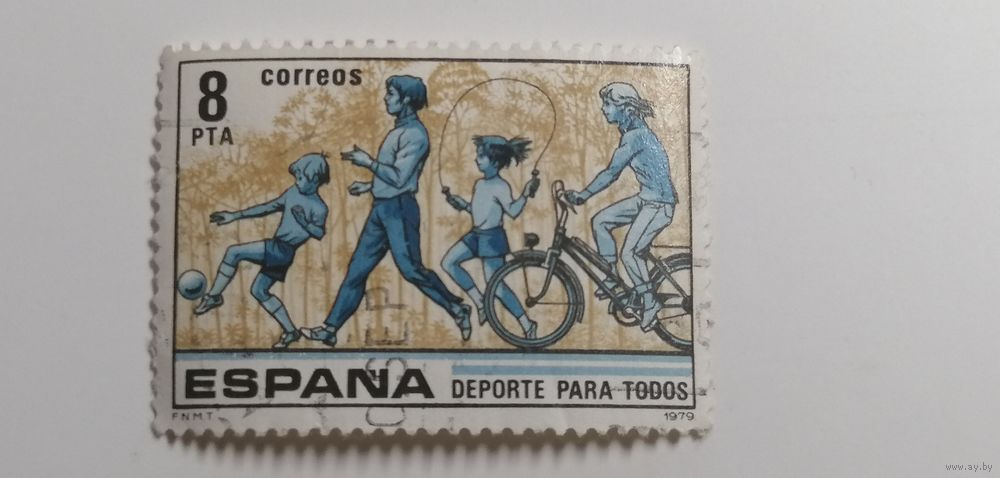 8
PTA
correos
ESPAÑA DEPORTE PARA TODOS
F.N.M.T. 1979
www.ay.by